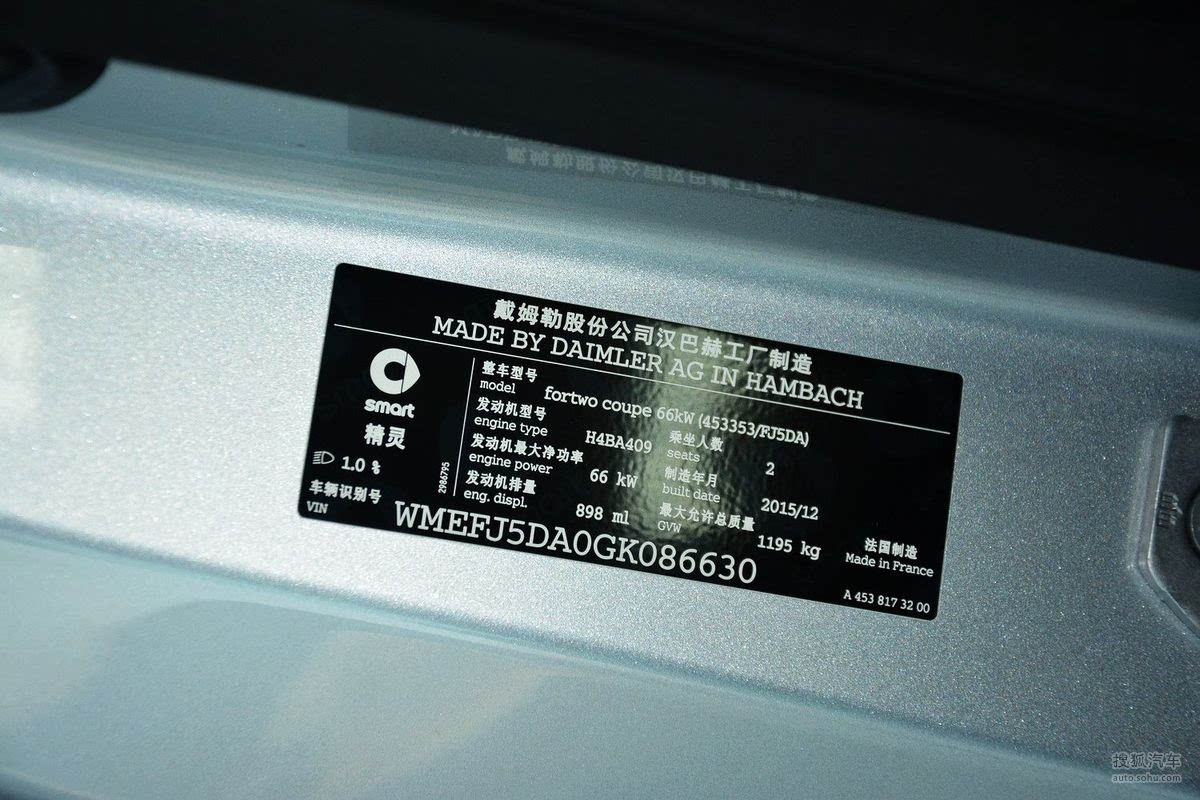 戴姆勒股份公司汉巴赫工厂制造
MADE BY DAIMLER AG IN HAMBACH
smart
精灵
1.0 %
2986795
整车型号
model
fortwo coupe 66kW (453353/FJ5DA)
发动机型号
engine type
H4BA409
乘坐人数
seats
2
发动机最大净功率
engine power
66 kW
制造年月
built date
2015/12
发动机排量
eng. displ.
898 ml
最大允许总质量
GVW
1195 kg
车辆识别号
VIN
WMEFJ5DA0GK086630
法国制造
Made in France
A 453 817 32 00
搜狐汽车
auto.sohu.com